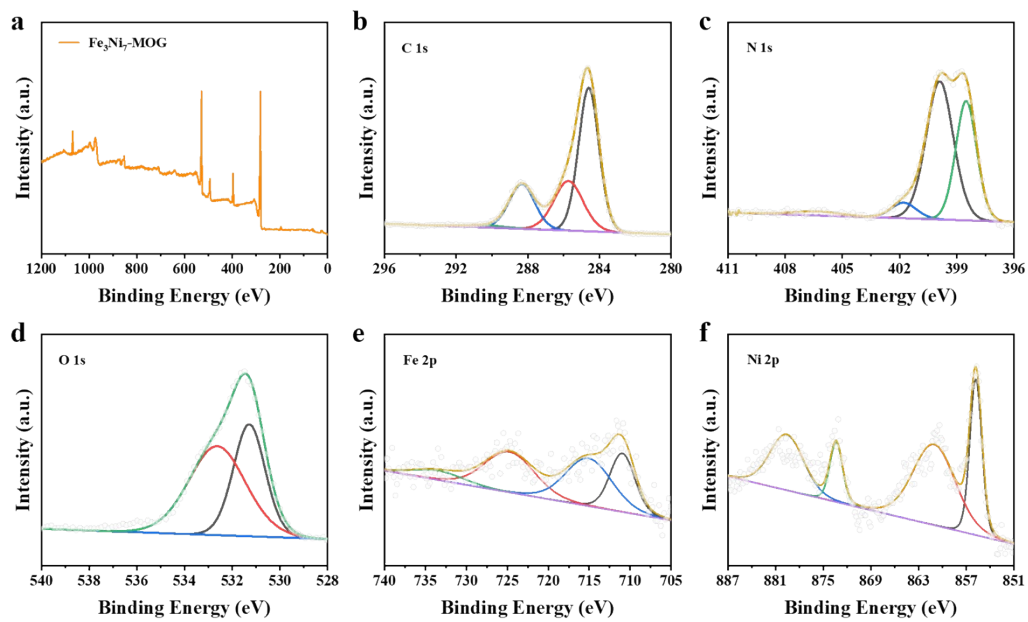 a
Fe₃Ni₇-MOG
Intensity (a.u.)
1200 1000 800 600 400 200 0
Binding Energy (eV)
b
C 1s
Intensity (a.u.)
296 292 288 284 280
Binding Energy (eV)
c
N 1s
Intensity (a.u.)
411 408 405 402 399 396
Binding Energy (eV)
d
O 1s
Intensity (a.u.)
540 538 536 534 532 530 528
Binding Energy (eV)
e
Fe 2p
Intensity (a.u.)
740 735 730 725 720 715 710 705
Binding Energy (eV)
f
Ni 2p
Intensity (a.u.)
887 881 875 869 863 857 851
Binding Energy (eV)